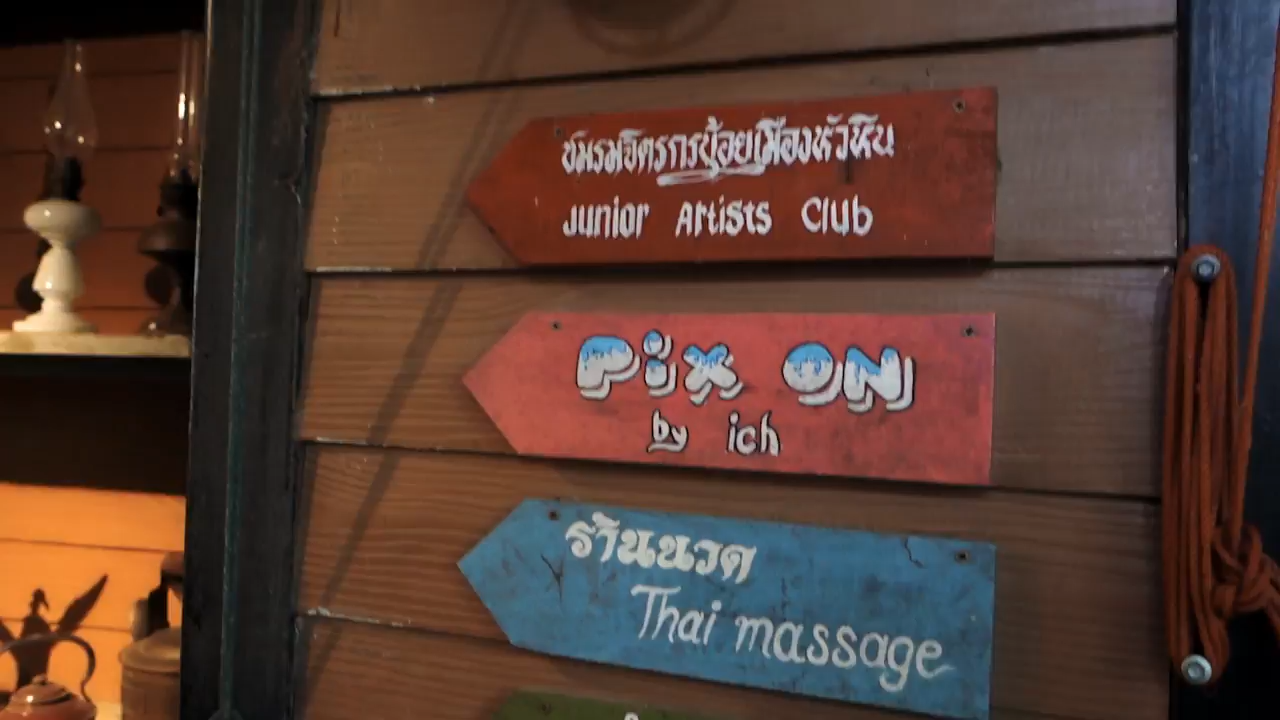 ชมรมจิตรกรน้อยเมืองหัวหิน
Junior Artists Club
Pix ON
by ich
ร้านนวด
Thai massage